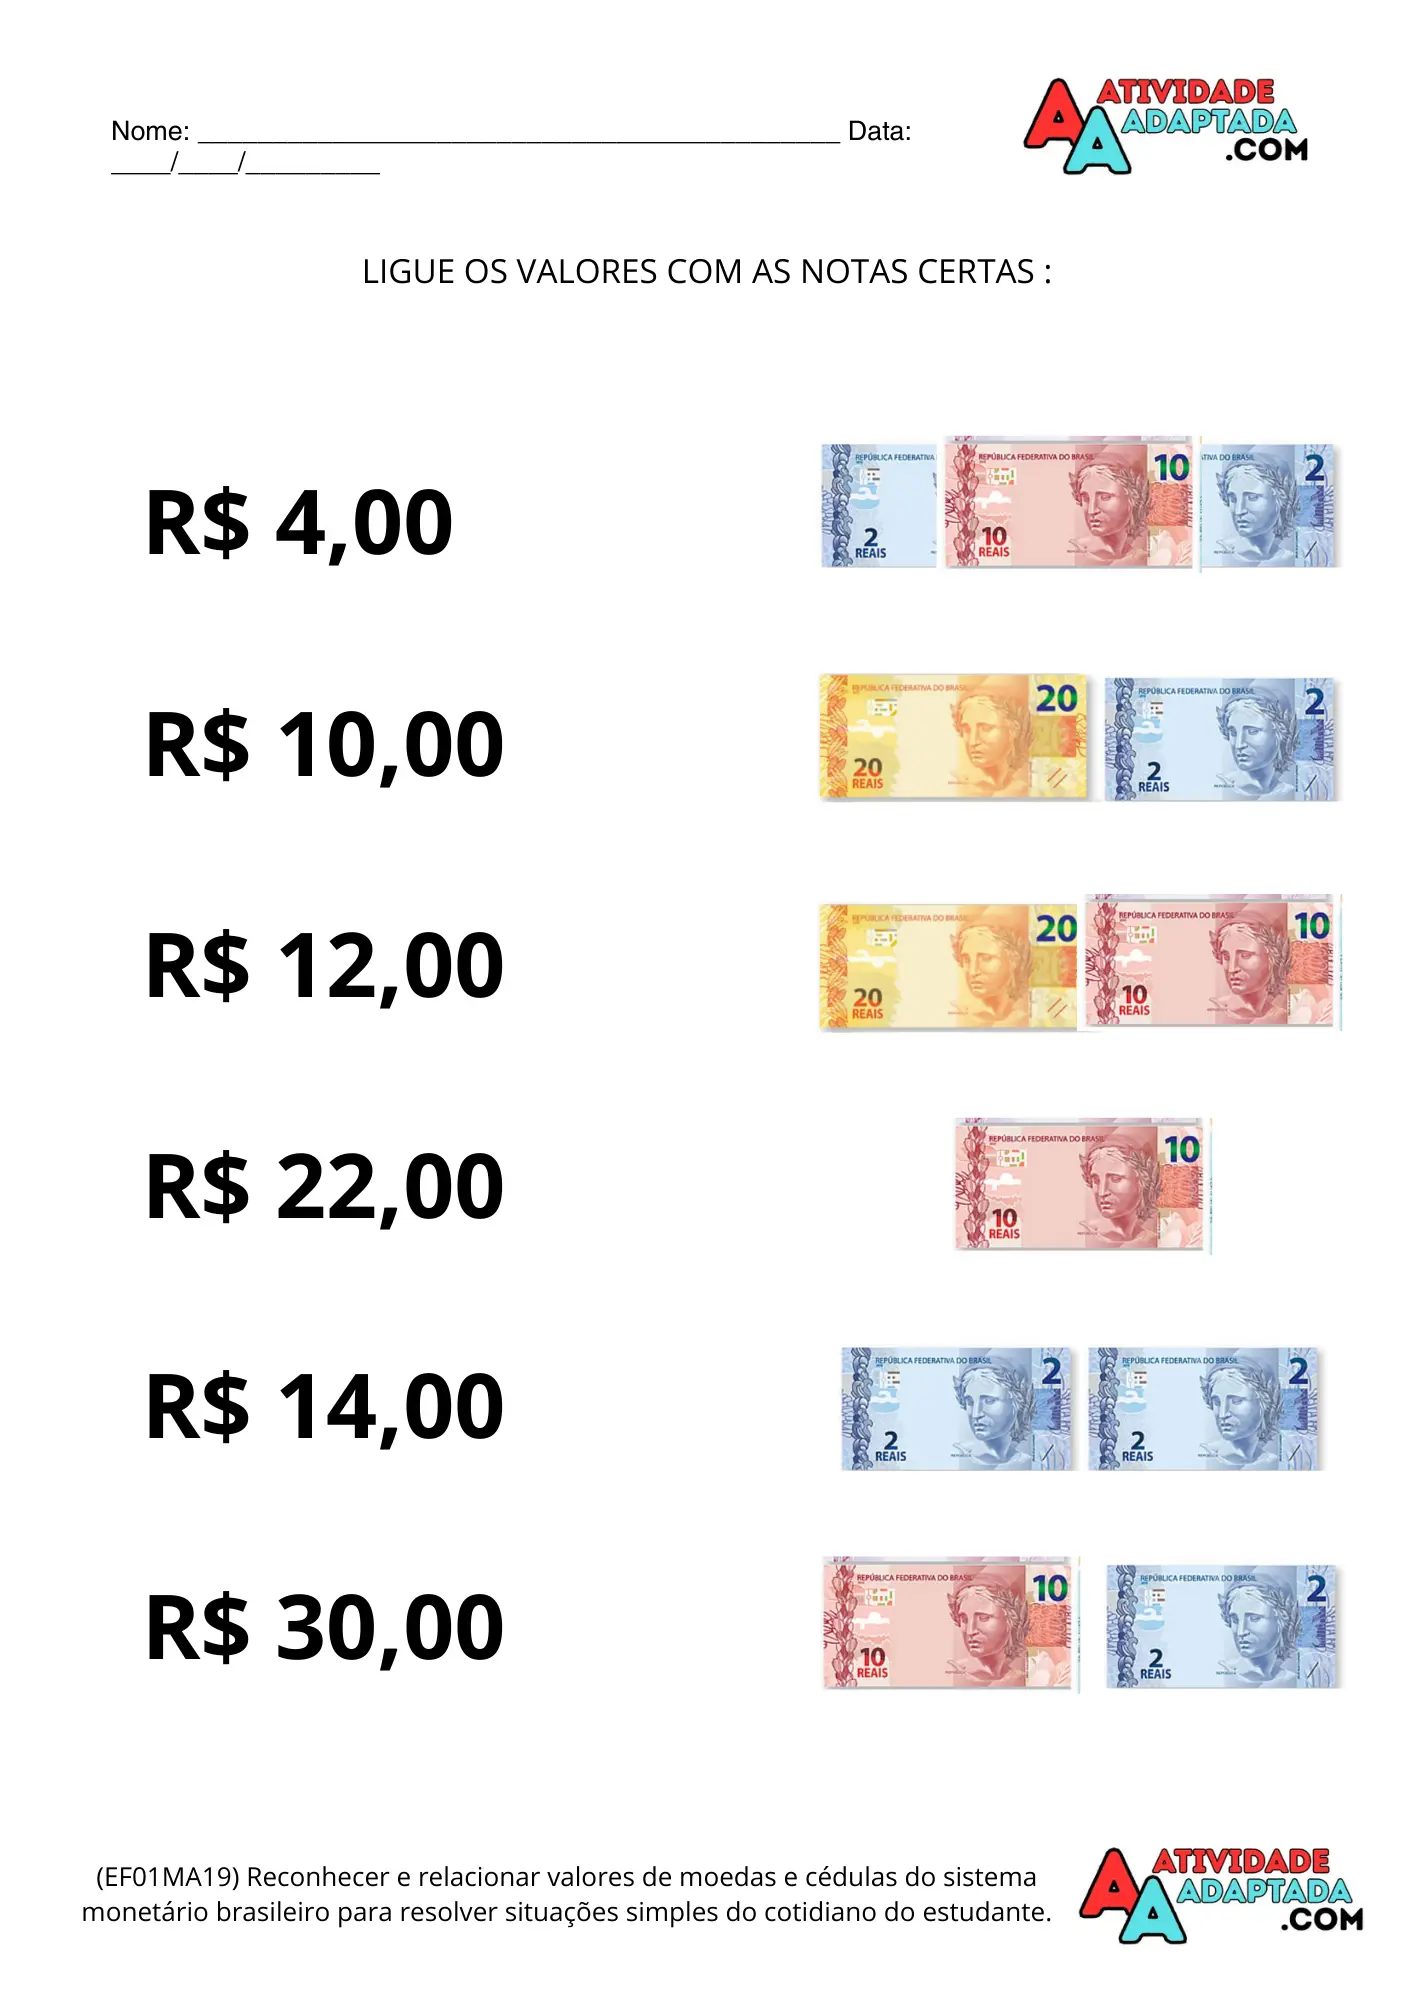 Nome: ___________________________________________ Data:
____/____/_________
ATIVIDADE
ADAPTADA
.COM
LIGUE OS VALORES COM AS NOTAS CERTAS :
R$ 4,00
REPÚBLICA FEDERATIVA
2
REAIS
REPÚBLICA FEDERATIVA DO BRASIL
10
10
REAIS
TIVA DO BRASIL
2
R$ 10,00
REPÚBLICA FEDERATIVA DO BRASIL
20
20
REAIS
REPÚBLICA FEDERATIVA DO BRASIL
2
2
REAIS
R$ 12,00
REPÚBLICA FEDERATIVA DO BRASIL
20
20
REAIS
REPÚBLICA FEDERATIVA DO BRASIL
10
10
REAIS
R$ 22,00
REPÚBLICA FEDERATIVA DO BRASIL
10
10
REAIS
R$ 14,00
REPÚBLICA FEDERATIVA DO BRASIL
2
2
REAIS
REPÚBLICA FEDERATIVA DO BRASIL
2
2
REAIS
R$ 30,00
REPÚBLICA FEDERATIVA DO BRASIL
10
10
REAIS
REPÚBLICA FEDERATIVA DO BRASIL
2
2
REAIS
(EF01MA19) Reconhecer e relacionar valores de moedas e cédulas do sistema
monetário brasileiro para resolver situações simples do cotidiano do estudante.
ATIVIDADE
ADAPTADA
.COM